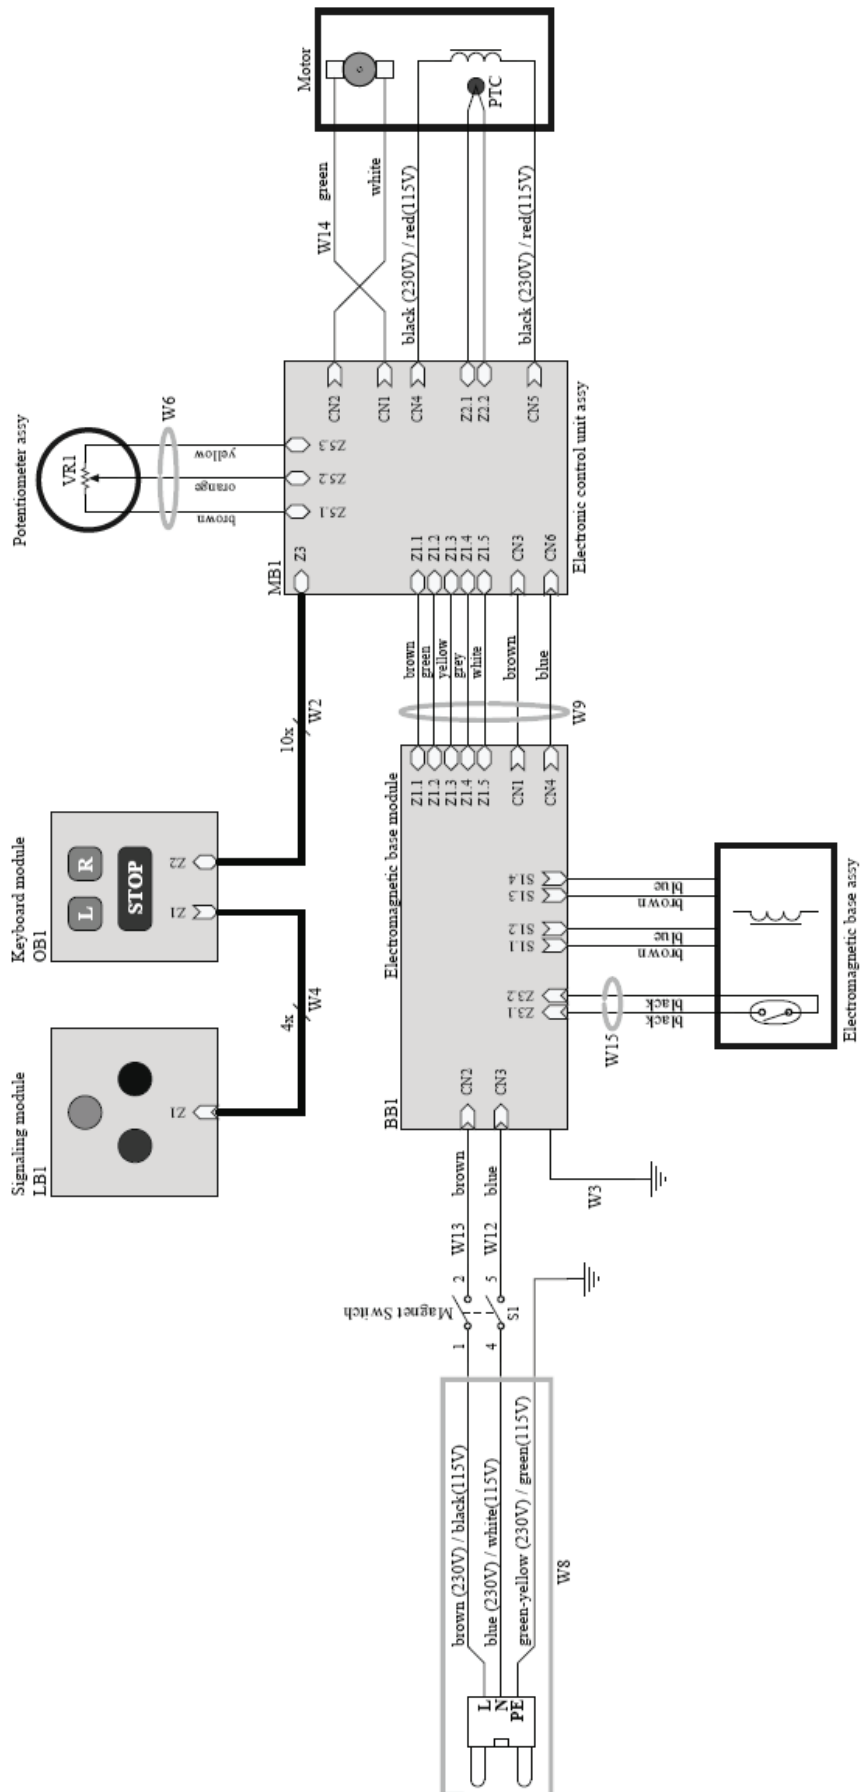 Signaling module
LB1
Z1
4x
W4
Keyboard module
OB1
L
R
STOP
Z1
Z2
10x
W2
Potentiometer assy
VR1
W6
brown
orange
yellow
Z5.1
Z5.2
Z5.3
MB1
Z3
Electronic control unit assy
Z1.1
Z1.2
Z1.3
Z1.4
Z1.5
CN3
CN6
CN2
CN1
CN4
Z2.1
Z2.2
CN5
Motor
W14
green
white
black (230V) / red(115V)
black (230V) / red(115V)
PTC
brown
green
yellow
grey
white
brown
blue
W9
BB1
Electromagnetic base module
Z1.1
Z1.2
Z1.3
Z1.4
Z1.5
CN1
CN4
CN2
CN3
Z3.1
Z3.2
S1.1
S1.2
S1.3
S1.4
black
black
brown
blue
brown
blue
W15
Electromagnetic base assy
W3
W13
brown
W12
blue
Magnet Switch
1
2
4
5
S1
brown (230V) / black(115V)
blue (230V) / white(115V)
green-yellow (230V) / green(115V)
L
N
PE
W8